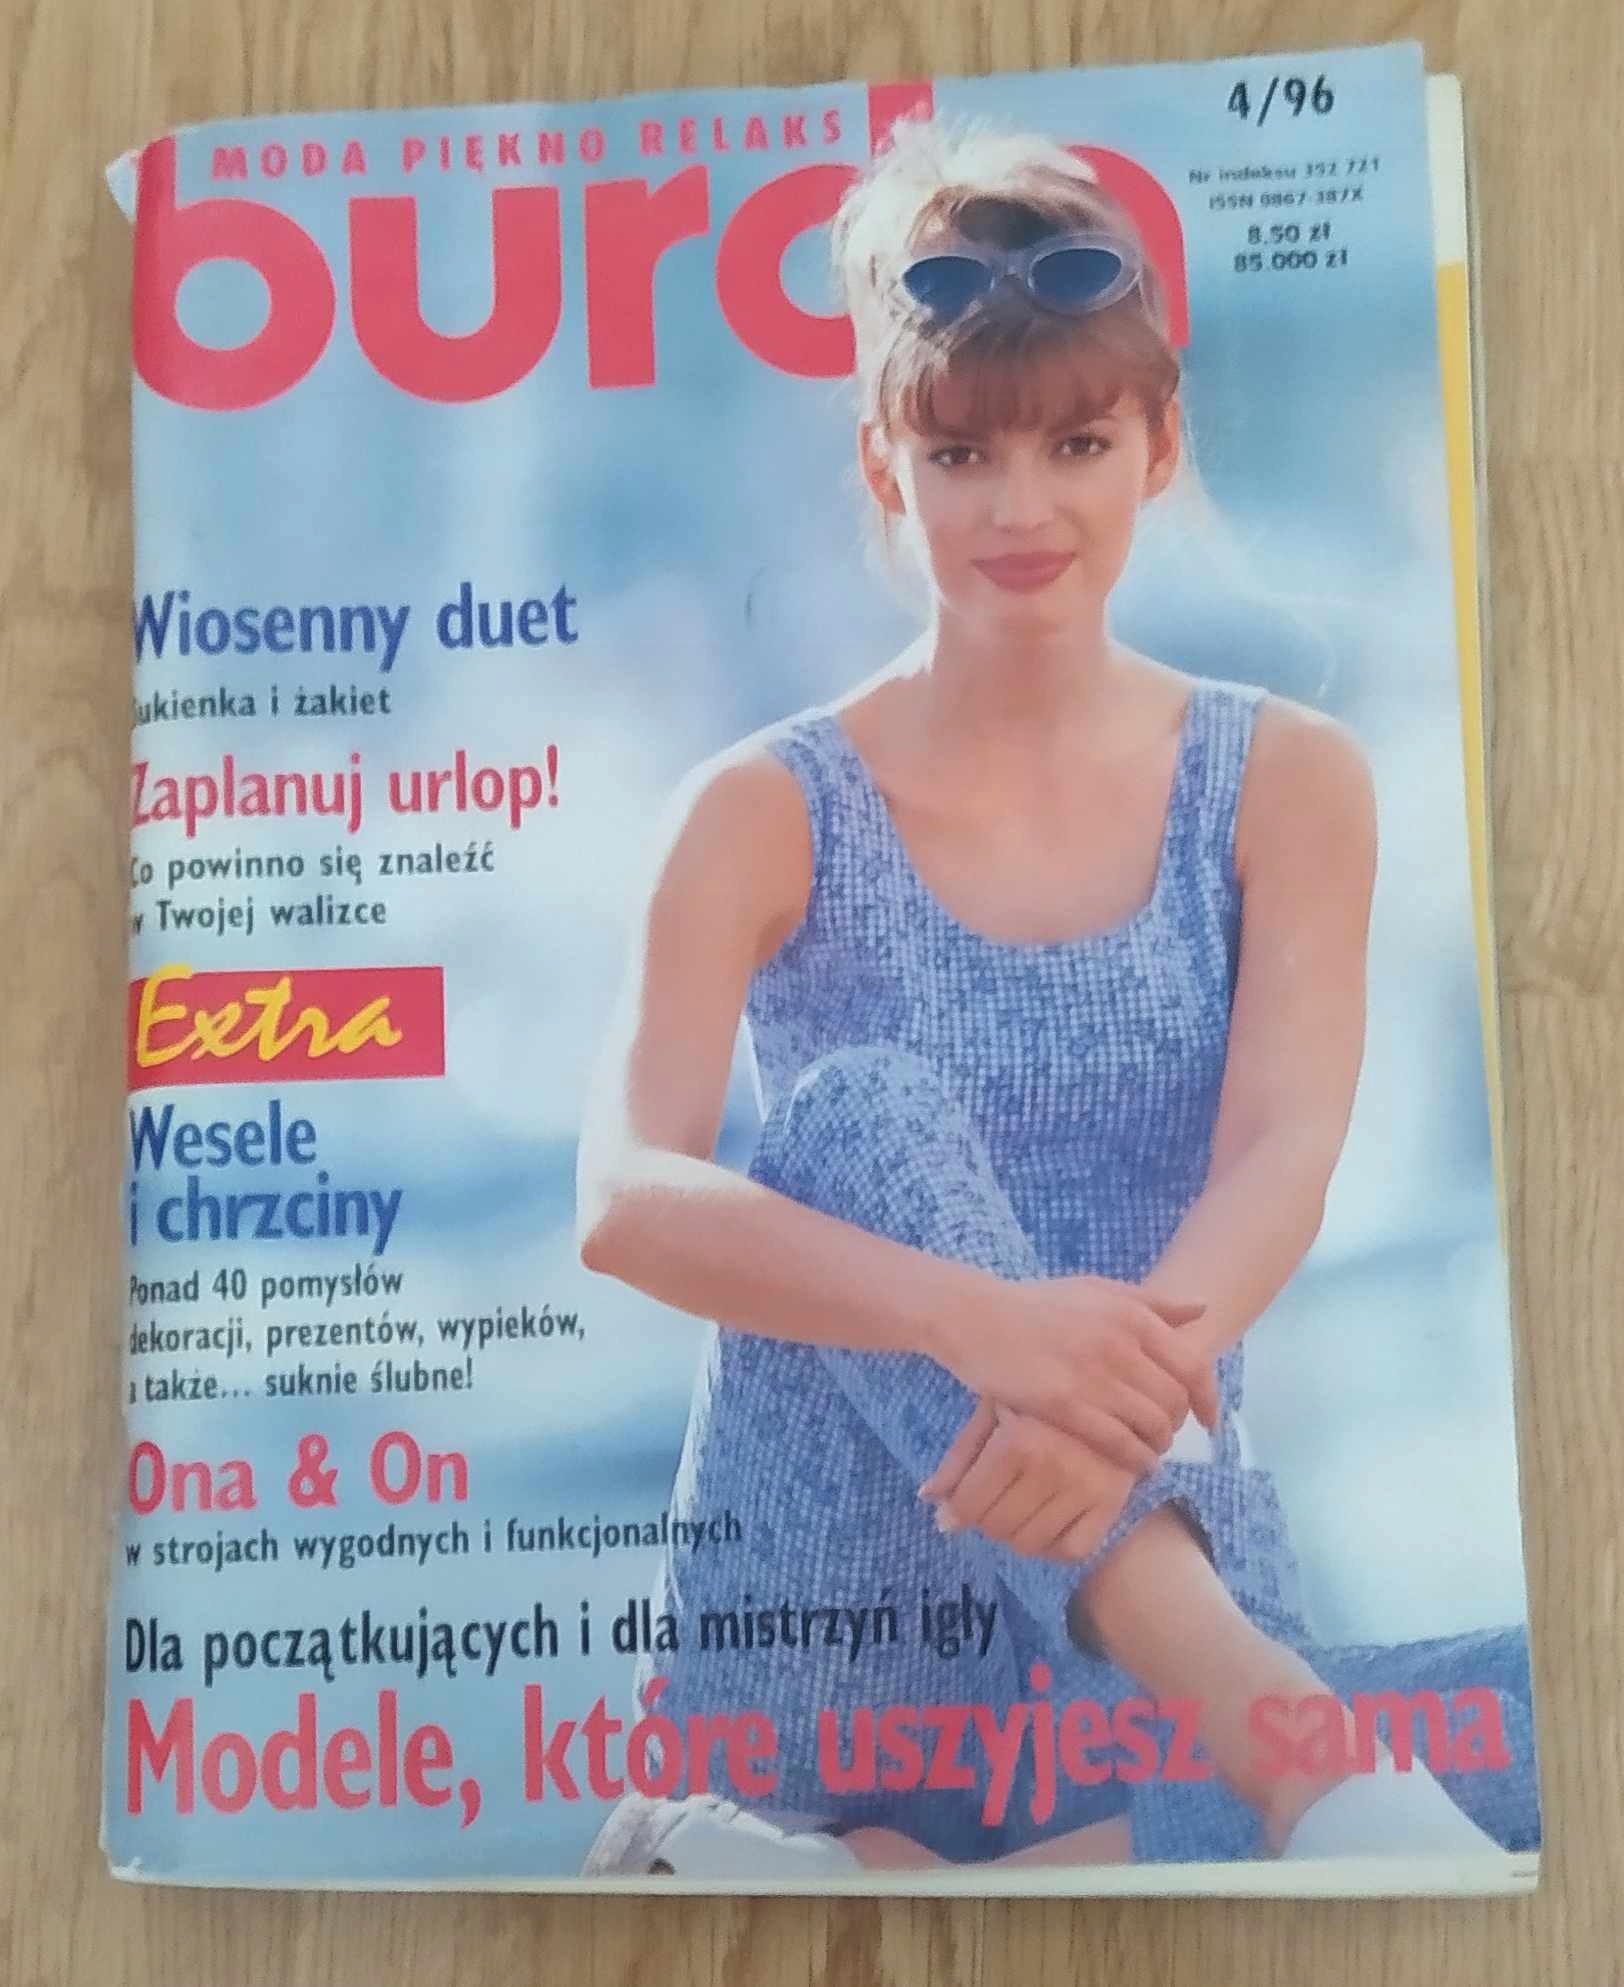 4/96
MODA PIĘKNO RELAKS
burda
Nr indeksu 352 721
ISSN 0867-387X
8.50 zł
85.000 zł
Wiosenny duet
Sukienka i żakiet
Zaplanuj urlop!
Co powinno się znaleźć
w Twojej walizce
Extra
Wesele
i chrzciny
Ponad 40 pomysłów
dekoracji, prezentów, wypieków,
a także... suknie ślubne!
Ona & On
w strojach wygodnych i funkcjonalnych
Dla początkujących i dla mistrzyń igły
Modele, które uszyjesz sama